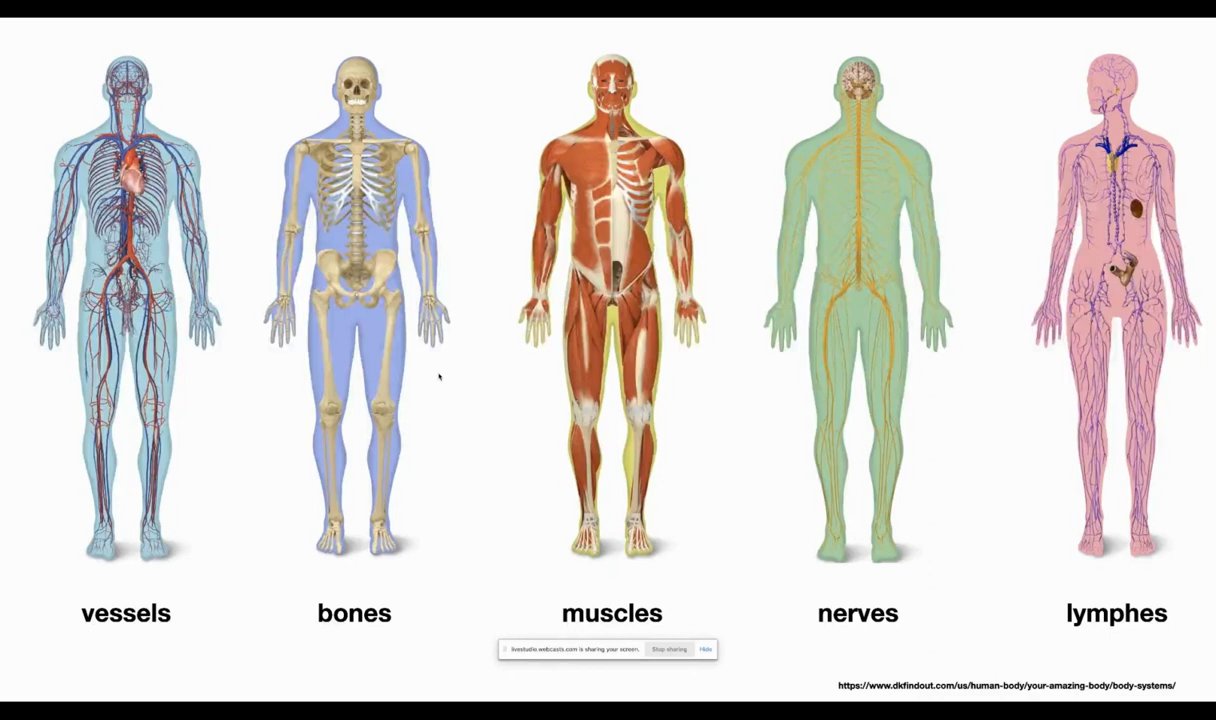 vessels
bones
muscles
nerves
lymphes
livestudio.webcasts.com is sharing your screen. Stop sharing Hide
https://www.dkfindout.com/us/human-body/your-amazing-body/body-systems/